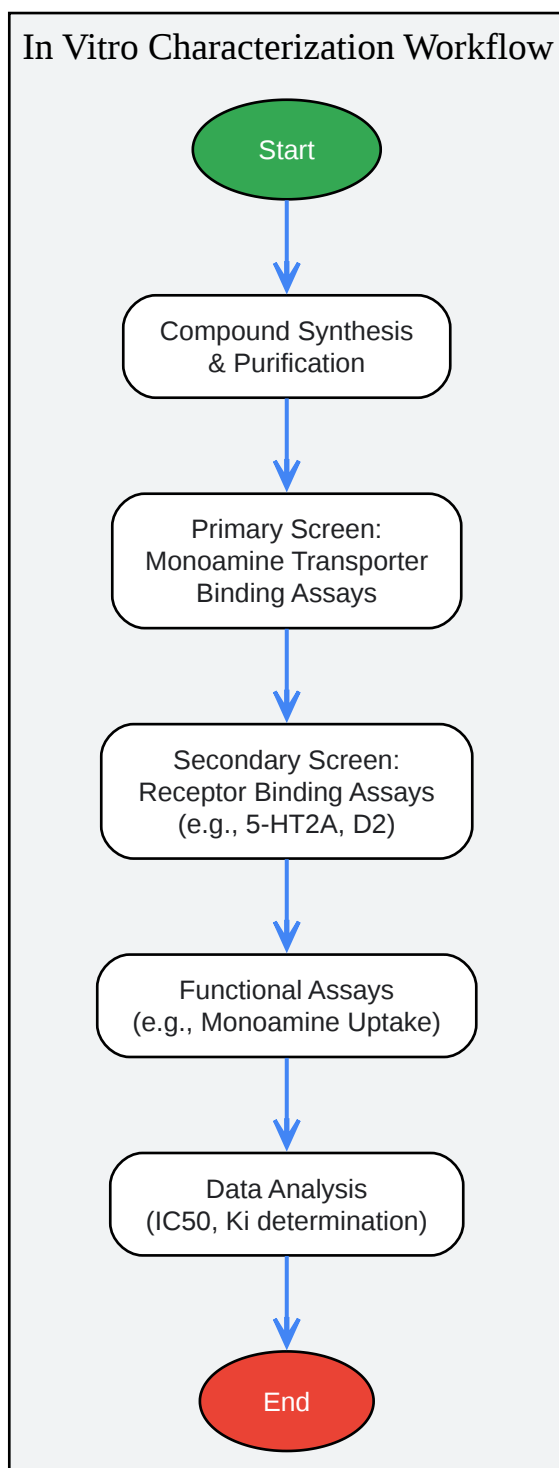 In Vitro Characterization Workflow
Start
Compound Synthesis
& Purification
Primary Screen:
Monoamine Transporter
Binding Assays
Secondary Screen:
Receptor Binding Assays
(e.g., 5-HT2A, D2)
Functional Assays
(e.g., Monoamine Uptake)
Data Analysis
(IC50, Ki determination)
End